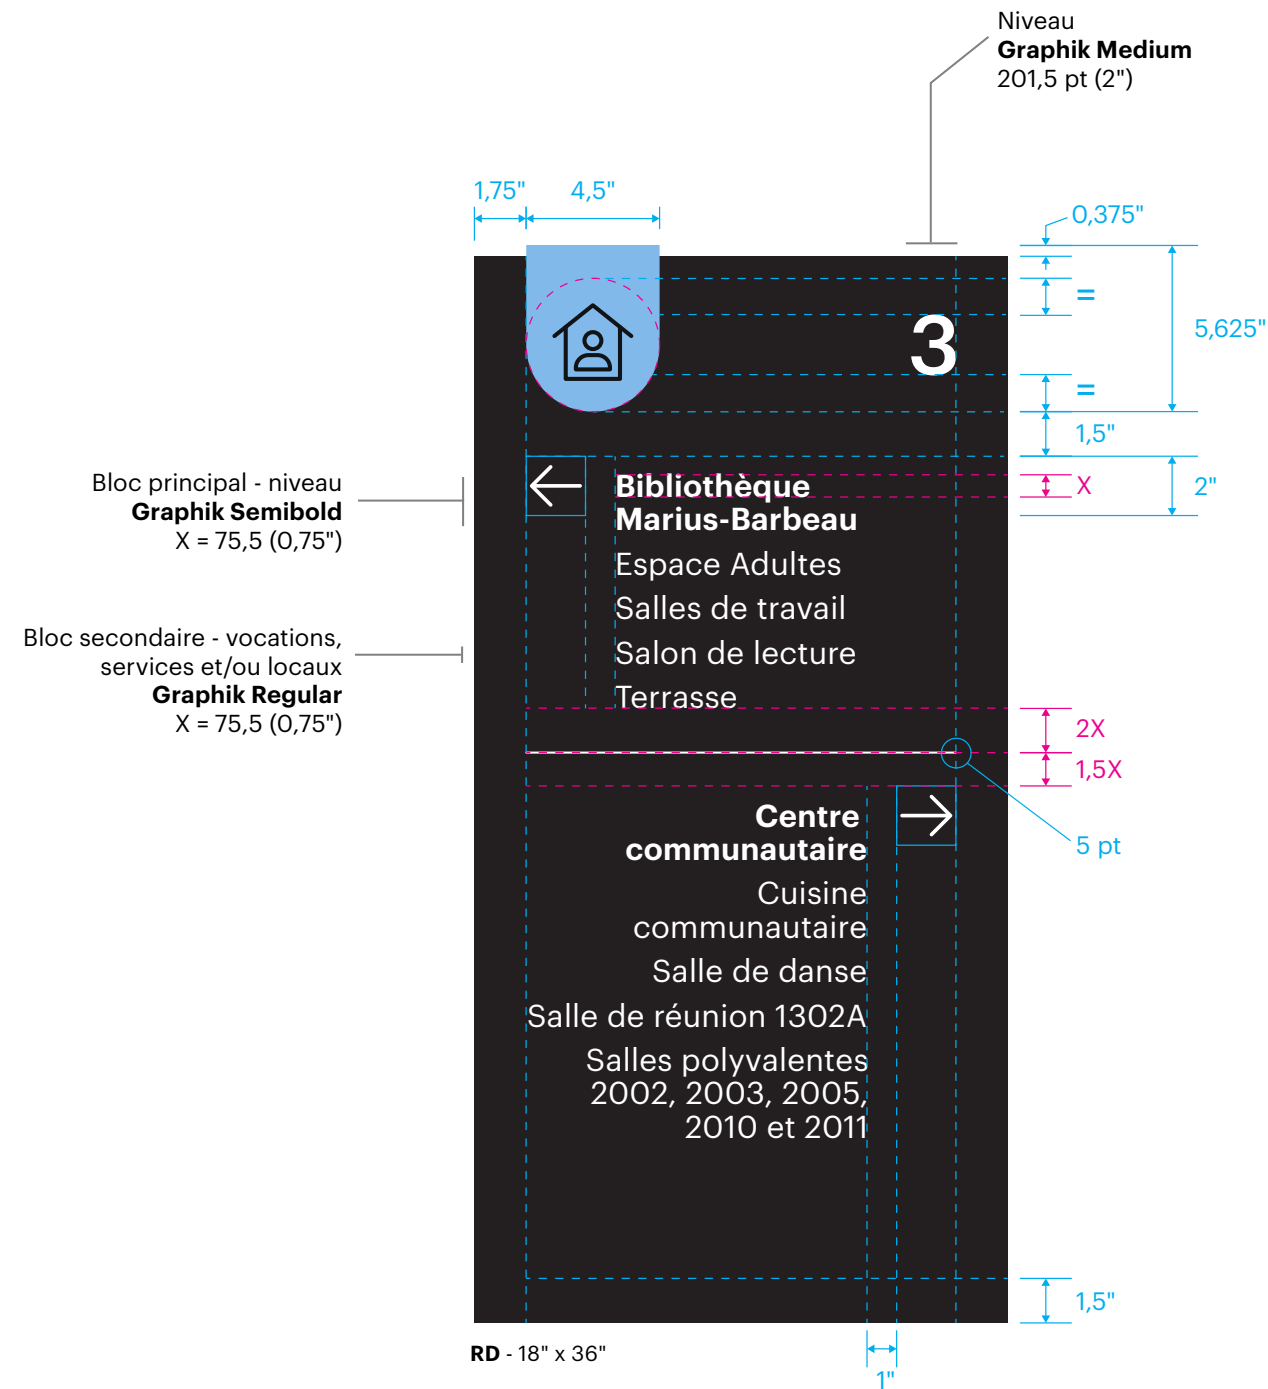 Niveau
Graphik Medium
201,5 pt (2")
1,75"
4,5"
0,375"
=
5,625"
3
=
1,5"
Bloc principal - niveau
Graphik Semibold
X = 75,5 (0,75")
Bibliothèque
Marius-Barbeau
X
2"
Espace Adultes
Salles de travail
Salon de lecture
Terrasse
Bloc secondaire - vocations,
services et/ou locaux
Graphik Regular
X = 75,5 (0,75")
2X
1,5X
5 pt
Centre
communautaire
Cuisine
communautaire
Salle de danse
Salle de réunion 1302A
Salles polyvalentes
2002, 2003, 2005,
2010 et 2011
1,5"
RD - 18" x 36"
1"